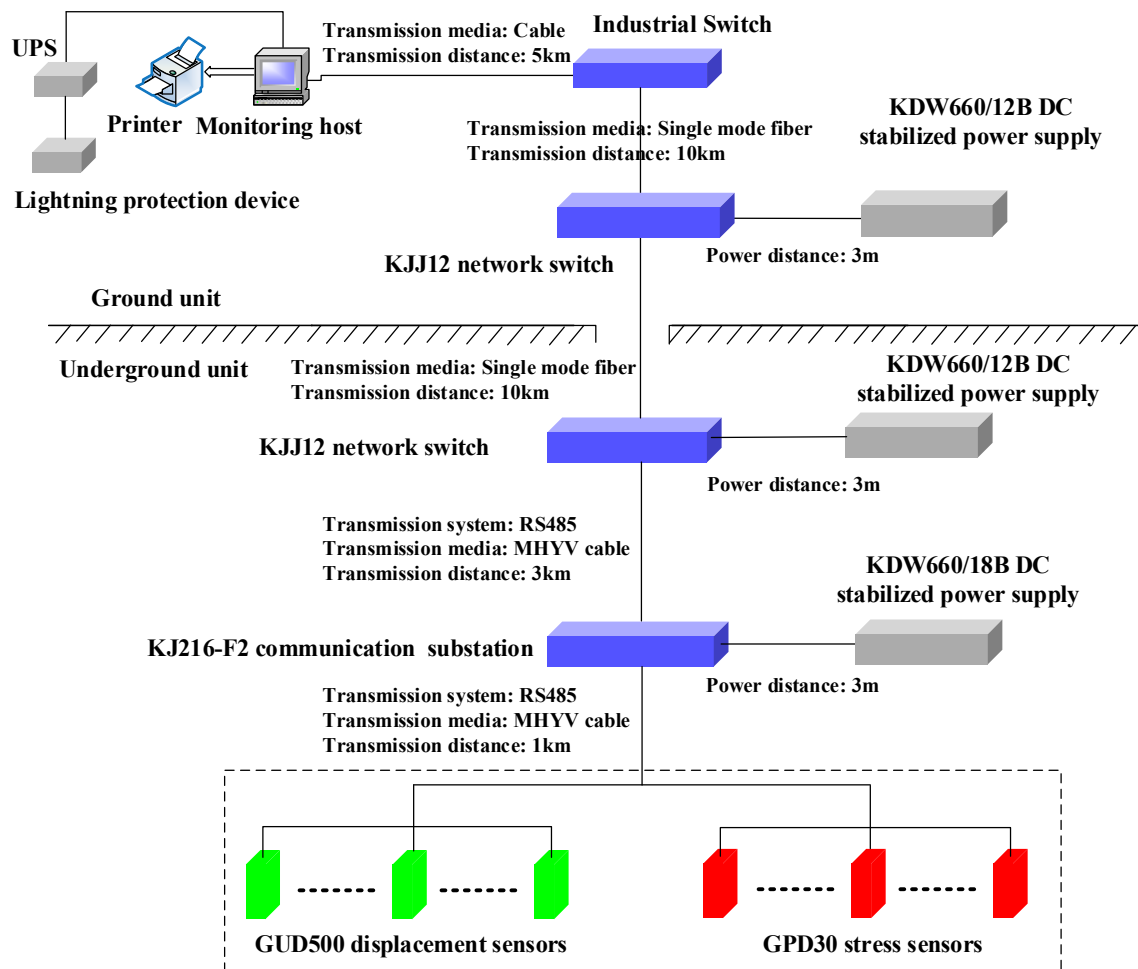 UPS
Transmission media: Cable
Transmission distance: 5km
Industrial Switch
Printer
Monitoring host
Lightning protection device
Transmission media: Single mode fiber
Transmission distance: 10km
KDW660/12B DC
stabilized power supply
Power distance: 3m
KJJ12 network switch
Ground unit
Underground unit
Transmission media: Single mode fiber
Transmission distance: 10km
KDW660/12B DC
stabilized power supply
KJJ12 network switch
Power distance: 3m
Transmission system: RS485
Transmission media: MHYV cable
Transmission distance: 3km
KDW660/18B DC
stabilized power supply
KJ216-F2 communication substation
Power distance: 3m
Transmission system: RS485
Transmission media: MHYV cable
Transmission distance: 1km
GUD500 displacement sensors
GPD30 stress sensors